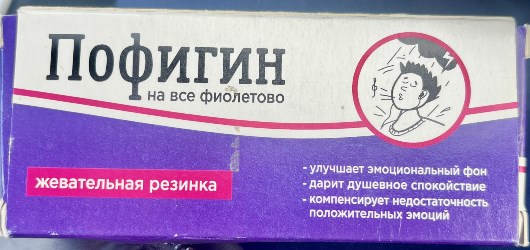 Пофигин
на все фиолетово
жевательная резинка
- улучшает эмоциональный фон
- дарит душевное спокойствие
- компенсирует недостаточность
положительных эмоций